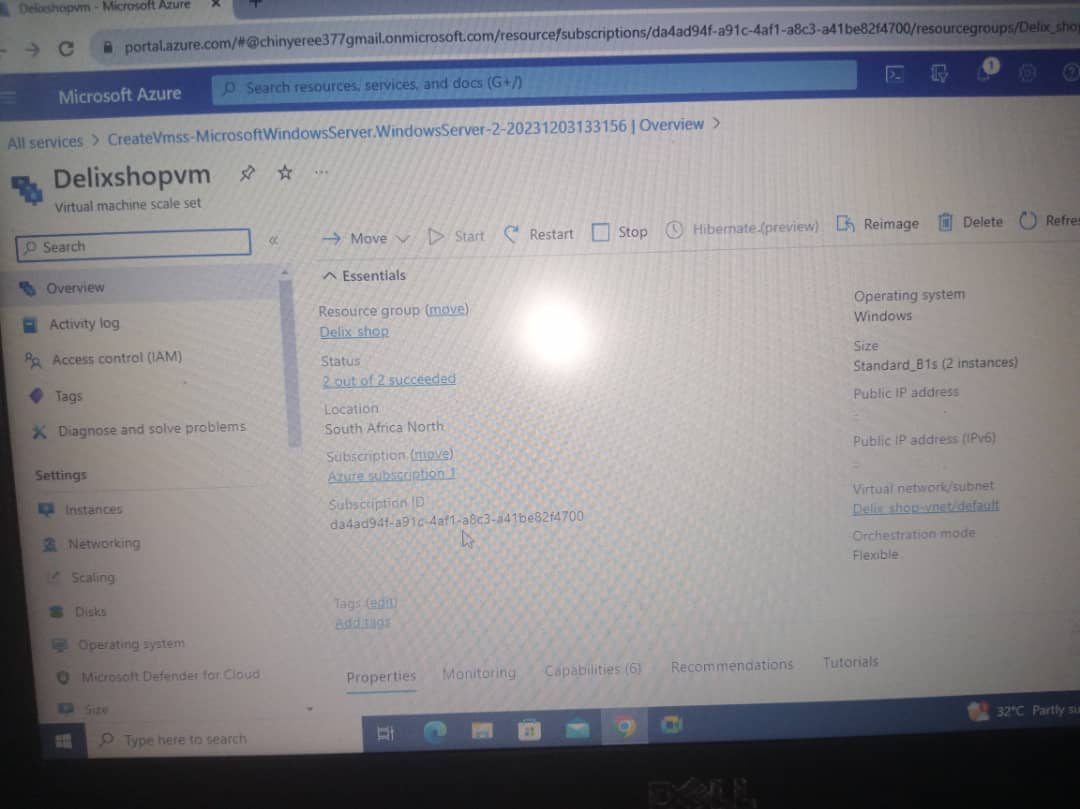 Delixshopvm - Microsoft Azure
portal.azure.com/#@chinyeree377gmail.onmicrosoft.com/resource/subscriptions/da4ad94f-a91c-4af1-a8c3-a41be82f4700/resourcegroups/Delix_sho
Microsoft Azure
Search resources, services, and docs (G+/)
1
All services > CreateVmss-MicrosoftWindowsServer.WindowsServer-2-20231203133156 | Overview >
Delixshopvm
Virtual machine scale set
Search
«
Move
Start
Restart
Stop
Hibernate (preview)
Reimage
Delete
Refres
Overview
Activity log
Access control (IAM)
Tags
Diagnose and solve problems
Settings
Instances
Networking
Scaling
Disks
Operating system
Microsoft Defender for Cloud
Size
Essentials
Resource group (move)
Delix_shop
Status
2 out of 2 succeeded
Location
South Africa North
Subscription (move)
Azure subscription 1
Subscription ID
da4ad94f-a91c-4af1-a8c3-a41be82f4700
Operating system
Windows
Size
Standard_B1s (2 instances)
Public IP address
-
Public IP address (IPv6)
-
Virtual network/subnet
Delix_shop-vnet/default
Orchestration mode
Flexible
Tags (edit)
Add tags
Properties
Monitoring
Capabilities (6)
Recommendations
Tutorials
Type here to search
32°C Partly su
DELL